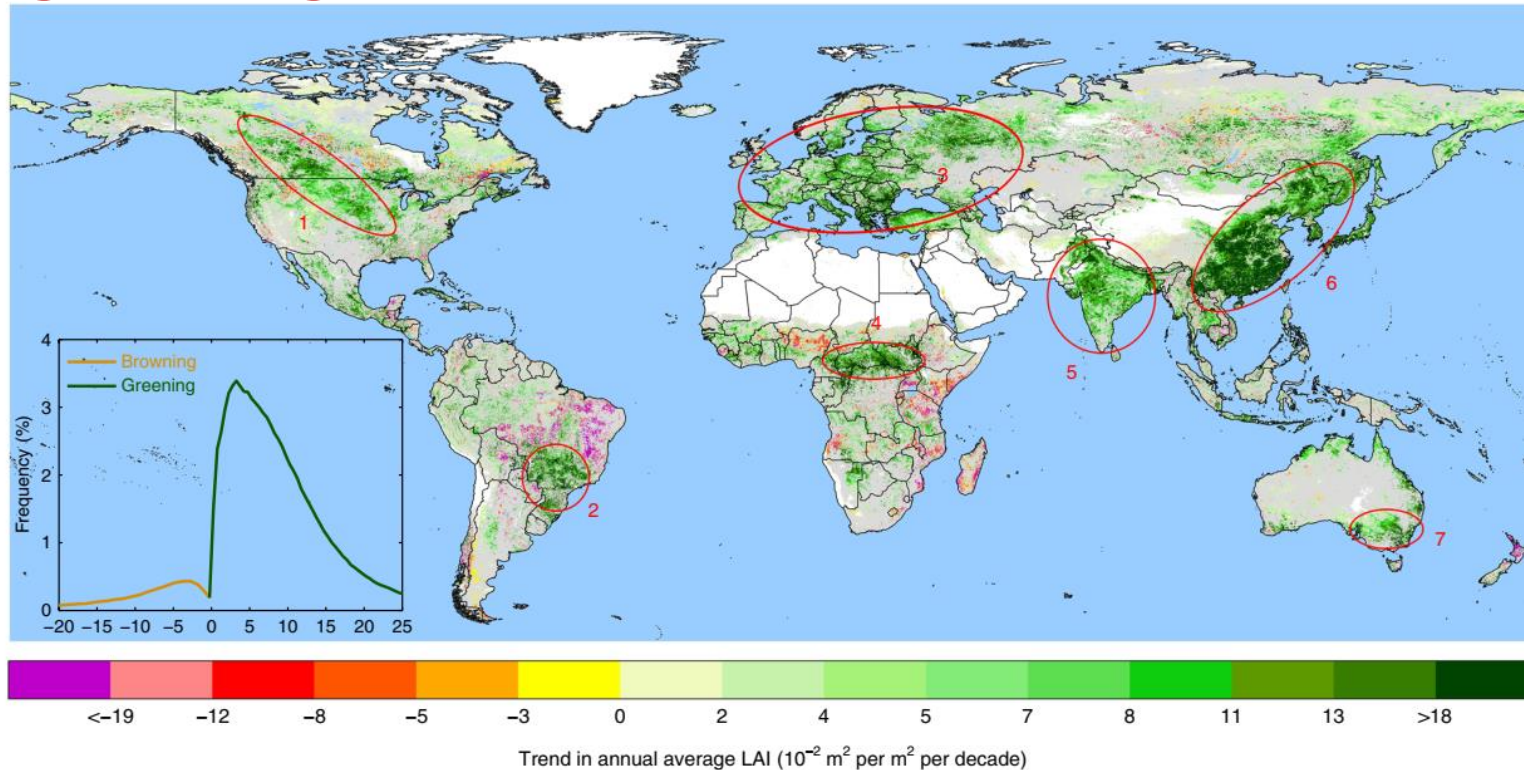 1
2
3
4
5
6
7
Browning
Greening
Frequency (%)
4
3
2
1
0
−20 −15 −10 −5 0 5 10 15 20 25
<−19 −12 −8 −5 −3 0 2 4 5 7 8 11 13 >18
Trend in annual average LAI (10⁻² m² per m² per decade)